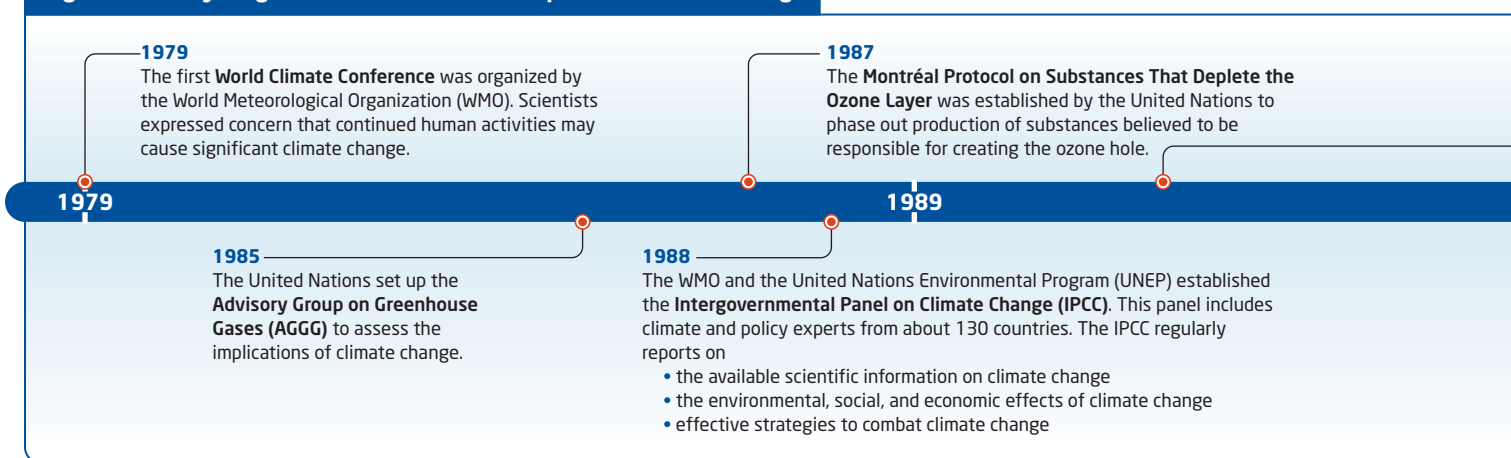 1979
The first World Climate Conference was organized by
the World Meteorological Organization (WMO). Scientists
expressed concern that continued human activities may
cause significant climate change.
1987
The Montréal Protocol on Substances That Deplete the
Ozone Layer was established by the United Nations to
phase out production of substances believed to be
responsible for creating the ozone hole.
1979
1989
1985
The United Nations set up the
Advisory Group on Greenhouse
Gases (AGGG) to assess the
implications of climate change.
1988
The WMO and the United Nations Environmental Program (UNEP) established
the Intergovernmental Panel on Climate Change (IPCC). This panel includes
climate and policy experts from about 130 countries. The IPCC regularly
reports on
• the available scientific information on climate change
• the environmental, social, and economic effects of climate change
• effective strategies to combat climate change